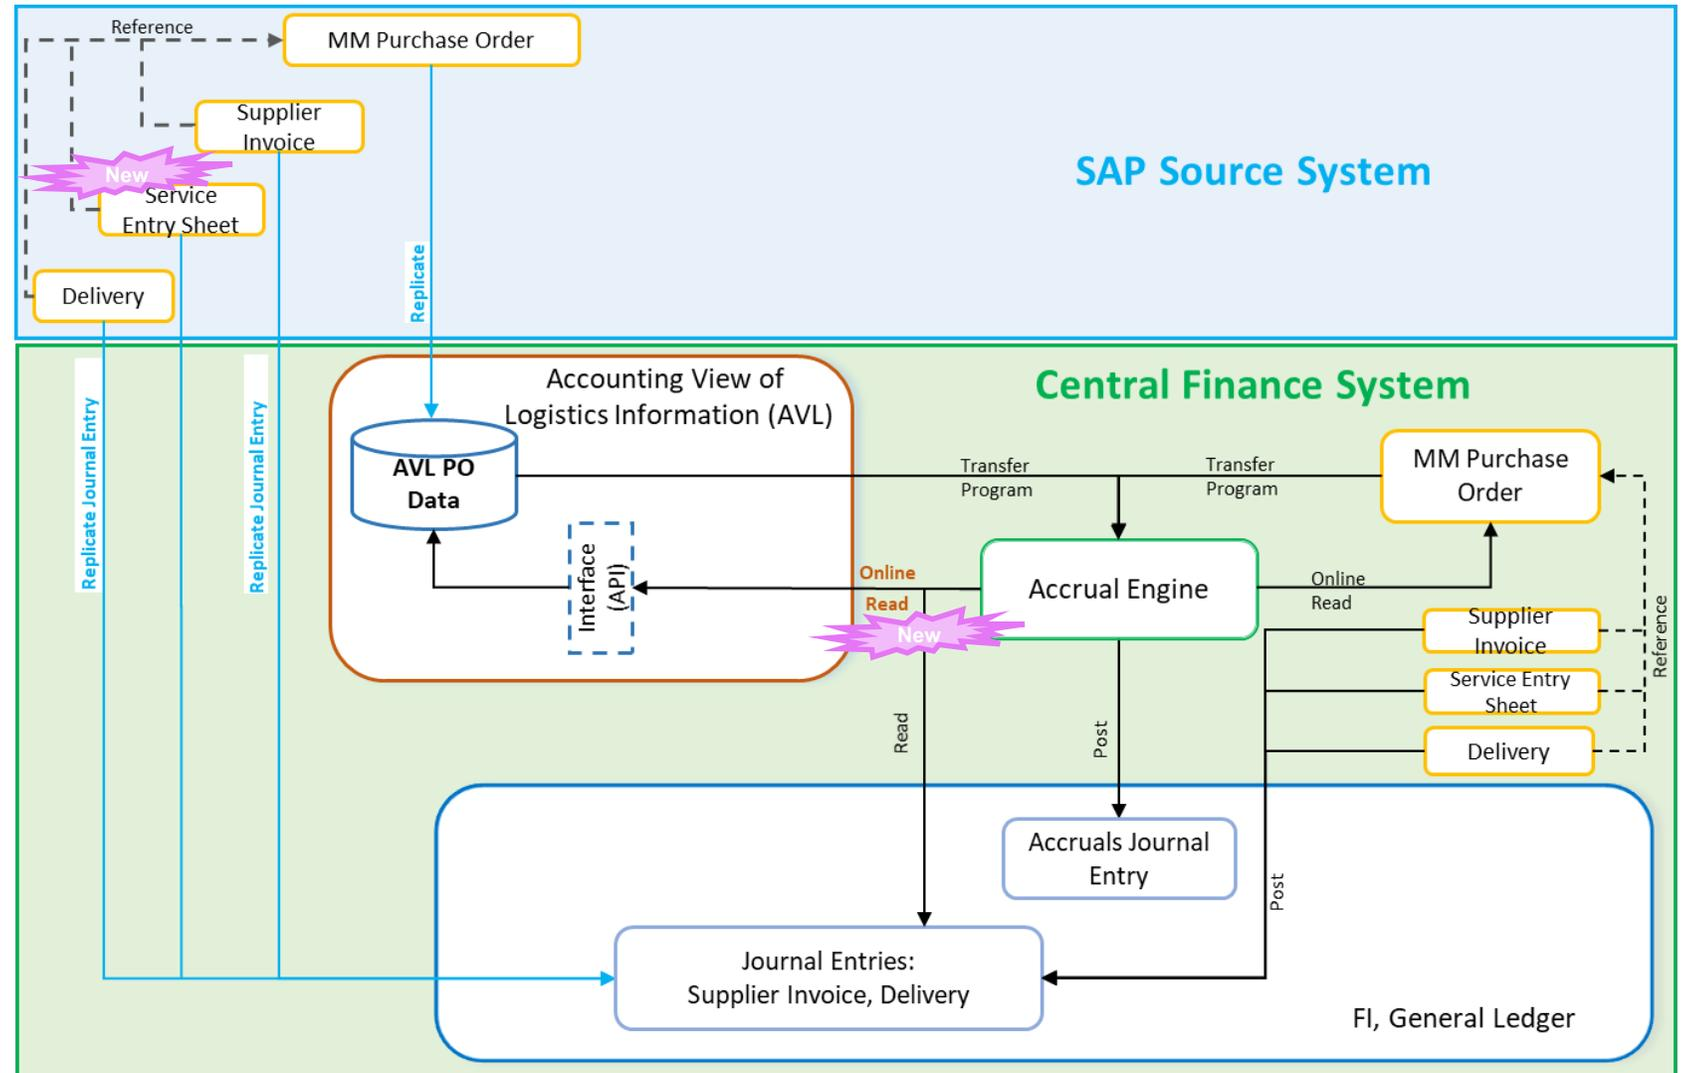 Reference
MM Purchase Order
Supplier
Invoice
New
Service
Entry Sheet
Delivery
Replicate
SAP Source System
Replicate Journal Entry
Replicate Journal Entry
Accounting View of
Logistics Information (AVL)
Central Finance System
AVL PO
Data
Transfer
Program
Transfer
Program
MM Purchase
Order
Interface
(API)
Online
Read
New
Accrual Engine
Online
Read
Supplier
Invoice
Service Entry
Sheet
Delivery
Reference
Read
Post
Accruals Journal
Entry
Post
Journal Entries:
Supplier Invoice, Delivery
FI, General Ledger